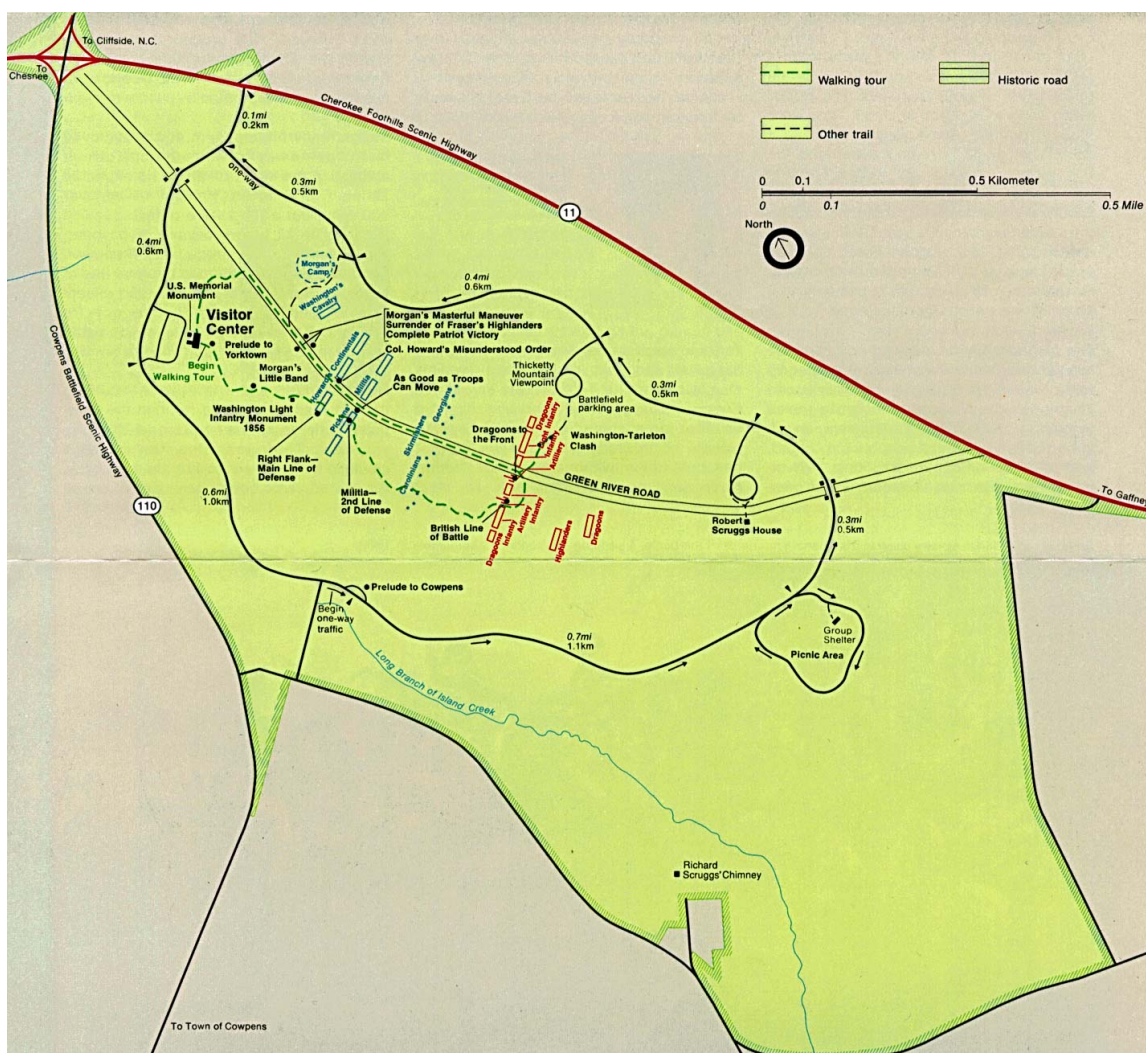 To Cliffside, N.C.
To
Chesnee
Cherokee Foothills Scenic Highway
Walking tour
Historic road
Other trail
0 0.1 0.5 Kilometer
0 0.1 0.5 Mile
North
11
0.1mi
0.2km
one-way
0.3mi
0.5km
0.4mi
0.6km
0.4mi
0.6km
Morgan's
Camp
Washington's
Cavalry
U.S. Memorial
Monument
Visitor
Center
Prelude to
Yorktown
Begin
Walking Tour
Morgan's
Little Band
Washington Light
Infantry Monument
1856
Morgan's Masterful Maneuver
Surrender of Fraser's Highlanders
Complete Patriot Victory
Howard's Continentals
Col. Howard's Misunderstood Order
As Good as Troops
Can Move
Pickens' Militia
Right Flank—
Main Line of
Defense
Militia—
2nd Line
of Defense
Carolinians Skirmishers Georgians
Thicketty
Mountain
Viewpoint
Battlefield
parking area
0.3mi
0.5km
Dragoons
Light Infantry
Infantry
Artillery
Dragoons to
the Front
Washington-Tarleton
Clash
GREEN RIVER ROAD
British Line
of Battle
Dragoons
Infantry
Artillery
Infantry
Highlanders
Dragoons
Robert
Scruggs House
0.3mi
0.5km
To Gaffney
Cowpens Battlefield Scenic Highway
110
0.6mi
1.0km
Prelude to Cowpens
Begin
one-way
traffic
0.7mi
1.1km
Group
Shelter
Picnic Area
Long Branch of Island Creek
Richard
Scruggs' Chimney
To Town of Cowpens